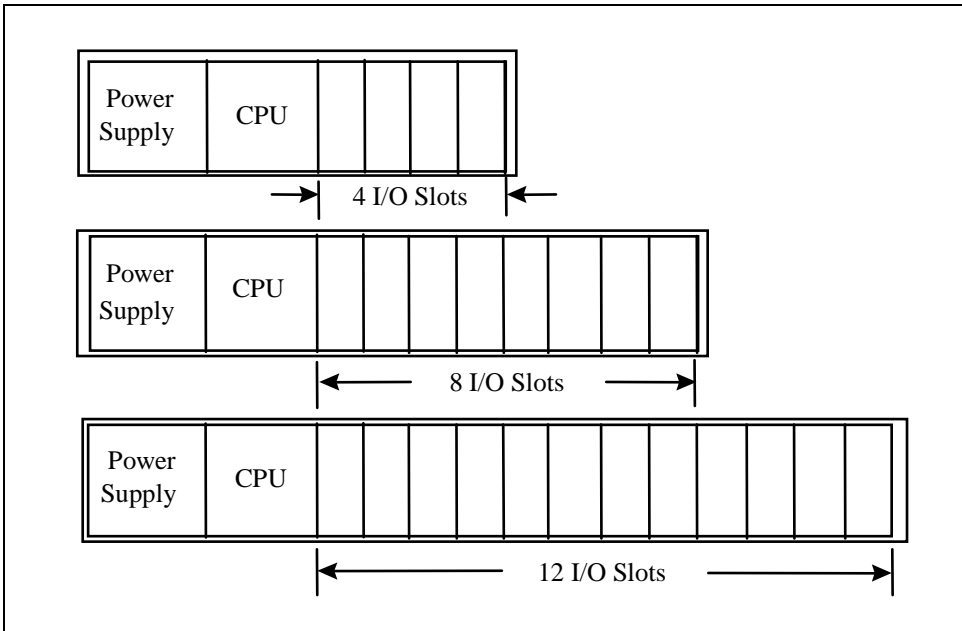 Power
Supply
CPU
4 I/O Slots
Power
Supply
CPU
8 I/O Slots
Power
Supply
CPU
12 I/O Slots